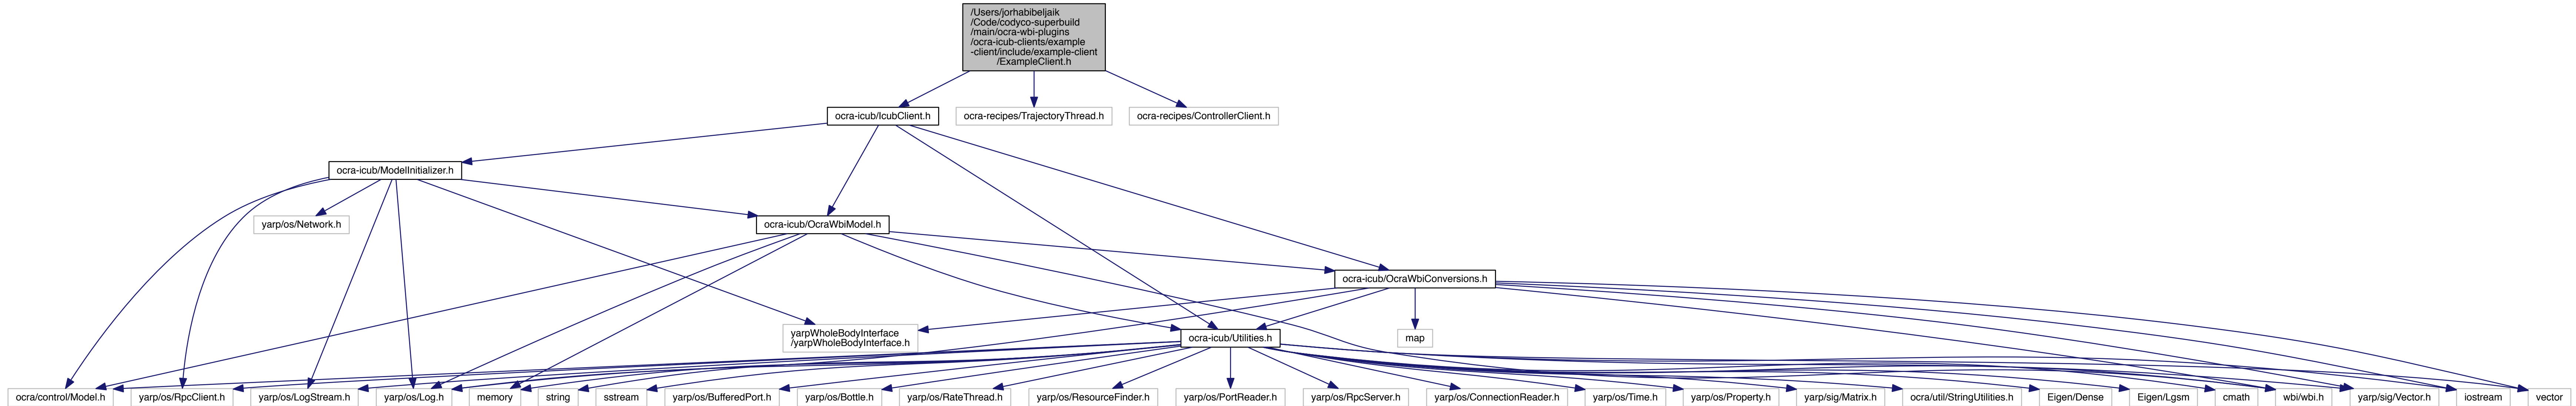 /Users/jorhabibeljaik
/Code/codyco-superbuild
/main/ocra-wbi-plugins
/ocra-icub-clients/example
-client/include/example-client
/ExampleClient.h
ocra-icub/IcubClient.h
ocra-recipes/TrajectoryThread.h
ocra-recipes/ControllerClient.h
ocra-icub/ModelInitializer.h
yarp/os/Network.h
ocra-icub/OcraWbiModel.h
ocra-icub/OcraWbiConversions.h
yarpWholeBodyInterface
/yarpWholeBodyInterface.h
ocra-icub/Utilities.h
map
ocra/control/Model.h
yarp/os/RpcClient.h
yarp/os/LogStream.h
yarp/os/Log.h
memory
string
sstream
yarp/os/BufferedPort.h
yarp/os/Bottle.h
yarp/os/RateThread.h
yarp/os/ResourceFinder.h
yarp/os/PortReader.h
yarp/os/RpcServer.h
yarp/os/ConnectionReader.h
yarp/os/Time.h
yarp/os/Property.h
yarp/sig/Matrix.h
ocra/util/StringUtilities.h
Eigen/Dense
Eigen/Lgsm
cmath
wbi/wbi.h
yarp/sig/Vector.h
iostream
vector